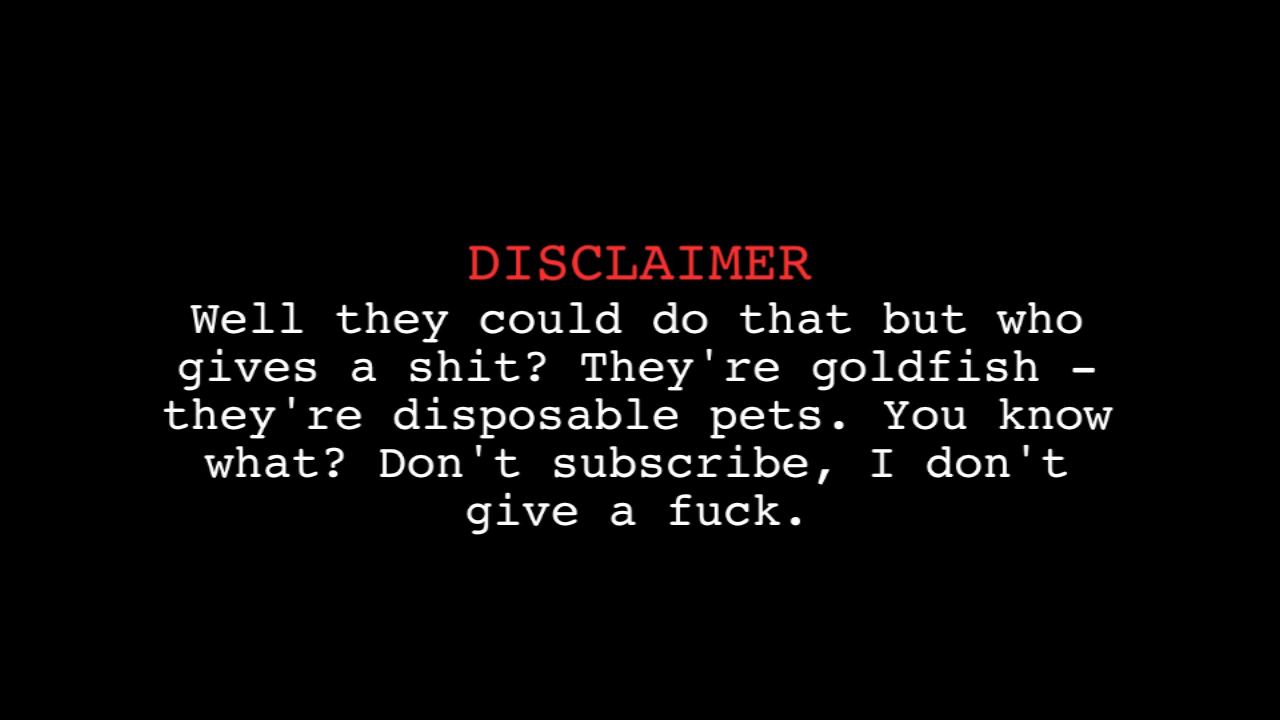 DISCLAIMER
Well they could do that but who
gives a shit? They're goldfish -
they're disposable pets. You know
what? Don't subscribe, I don't
give a fuck.